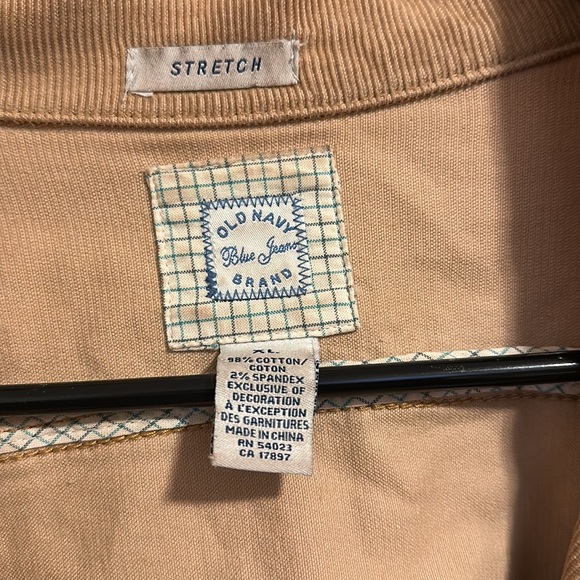 STRETCH
OLD NAVY
Blue Jeans
BRAND
XL
98% COTTON/
COTON
2% SPANDEX
EXCLUSIVE OF
DECORATION
À L'EXCEPTION
DES GARNITURES
MADE IN CHINA
RN 54023
CA 17897